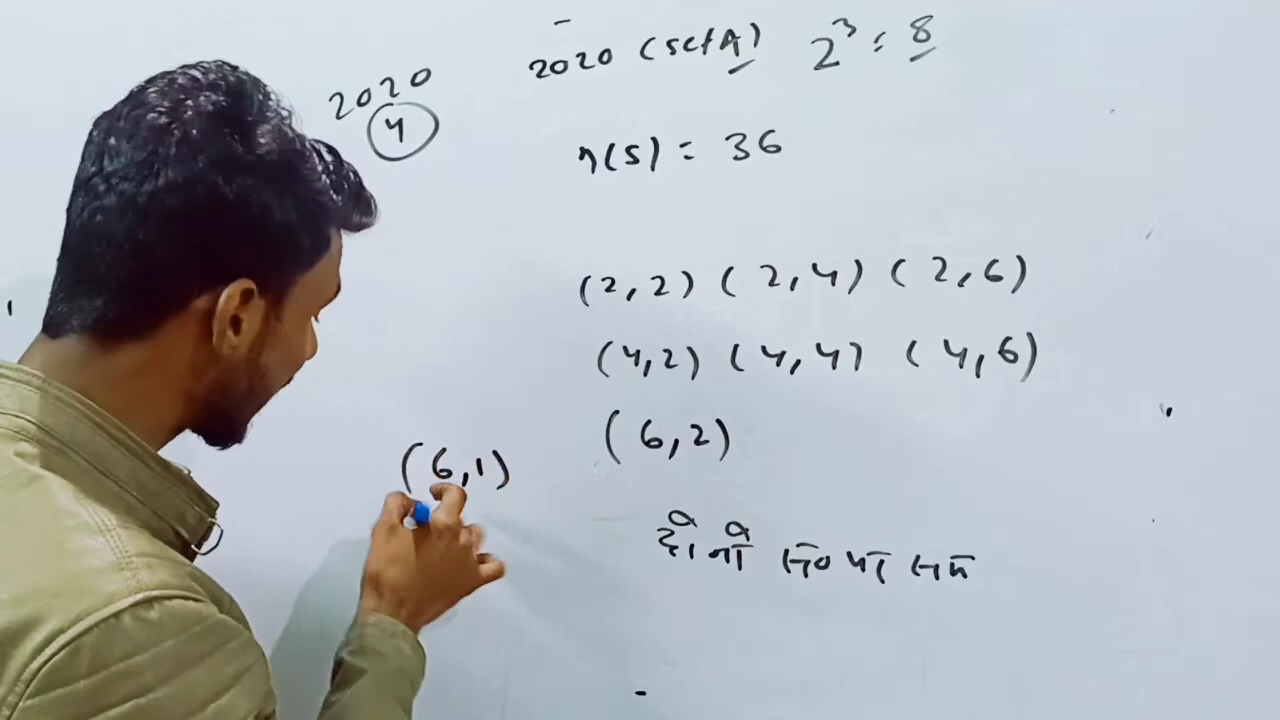 2020 (set A) 2³ = 8
2020
4
n(s) = 36
(2,2) (2,4) (2,6)
(4,2) (4,4) (4,6)
(6,2)
(6,1)
दोनों पर सम